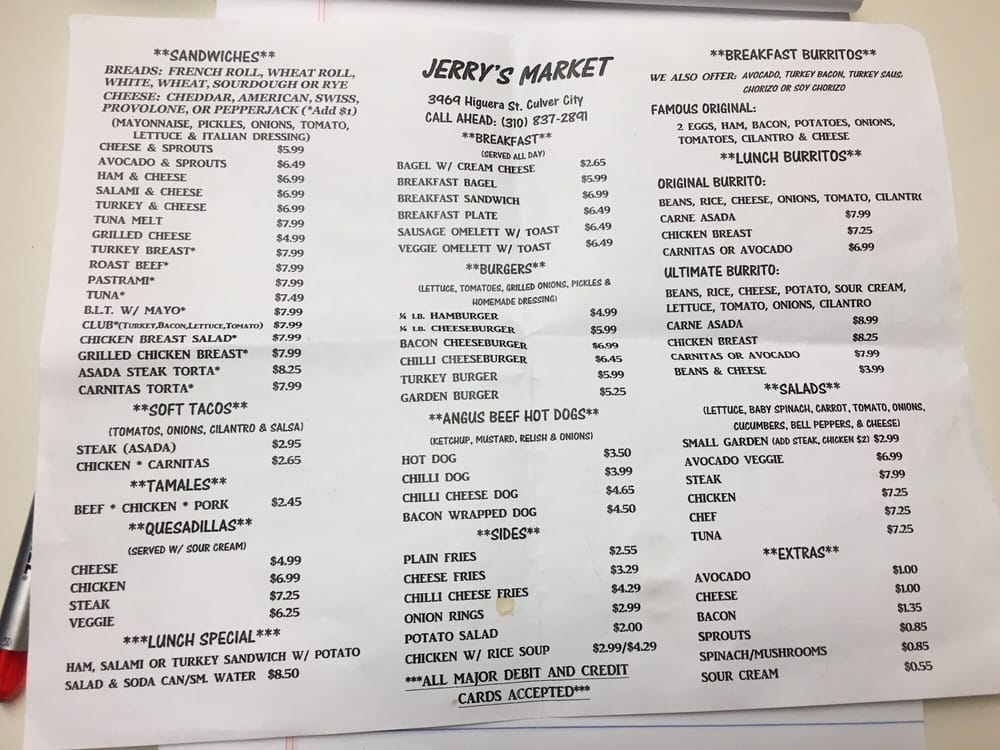 **SANDWICHES**
BREADS: FRENCH ROLL, WHEAT ROLL,
WHITE, WHEAT, SOURDOUGH OR RYE
CHEESE: CHEDDAR, AMERICAN, SWISS,
PROVOLONE, OR PEPPERJACK (*Add $1)
(MAYONNAISE, PICKLES, ONIONS, TOMATO,
LETTUCE & ITALIAN DRESSING)
CHEESE & SPROUTS $5.99
AVOCADO & SPROUTS $6.49
HAM & CHEESE $6.99
SALAMI & CHEESE $6.99
TURKEY & CHEESE $6.99
TUNA MELT $7.99
GRILLED CHEESE $4.99
TURKEY BREAST* $7.99
ROAST BEEF* $7.99
PASTRAMI* $7.99
TUNA* $7.49
B.L.T. W/ MAYO* $7.99
CLUB*(TURKEY,BACON,LETTUCE,TOMATO) $7.99
CHICKEN BREAST SALAD* $7.99
GRILLED CHICKEN BREAST* $7.99
ASADA STEAK TORTA* $8.25
CARNITAS TORTA* $7.99
**SOFT TACOS**
(TOMATOS, ONIONS, CILANTRO & SALSA)
STEAK (ASADA) $2.95
CHICKEN * CARNITAS $2.65
**TAMALES**
BEEF * CHICKEN * PORK $2.45
**QUESADILLAS**
(SERVED W/ SOUR CREAM)
CHEESE $4.99
CHICKEN $6.99
STEAK $7.25
VEGGIE $6.25
***LUNCH SPECIAL***
HAM, SALAMI OR TURKEY SANDWICH W/ POTATO
SALAD & SODA CAN/SM. WATER $8.50
JERRY'S MARKET
3969 Higuera St. Culver City
CALL AHEAD: (310) 837-2891
**BREAKFAST**
(SERVED ALL DAY)
BAGEL W/ CREAM CHEESE $2.65
BREAKFAST BAGEL $5.99
BREAKFAST SANDWICH $6.99
BREAKFAST PLATE $6.49
SAUSAGE OMELETT W/ TOAST $6.49
VEGGIE OMELETT W/ TOAST $6.49
**BURGERS**
(LETTUCE, TOMATOES, GRILLED ONIONS, PICKLES &
HOMEMADE DRESSING)
¼ LB. HAMBURGER $4.99
¼ LB. CHEESEBURGER $5.99
BACON CHEESEBURGER $6.99
CHILLI CHEESEBURGER $6.45
TURKEY BURGER $5.99
GARDEN BURGER $5.25
**ANGUS BEEF HOT DOGS**
(KETCHUP, MUSTARD, RELISH & ONIONS)
HOT DOG $3.50
CHILLI DOG $3.99
CHILLI CHEESE DOG $4.65
BACON WRAPPED DOG $4.50
**SIDES**
PLAIN FRIES $2.55
CHEESE FRIES $3.29
CHILLI CHEESE FRIES $4.29
ONION RINGS $2.99
POTATO SALAD $2.00
CHICKEN W/ RICE SOUP $2.99/$4.29
***ALL MAJOR DEBIT AND CREDIT
CARDS ACCEPTED***
**BREAKFAST BURRITOS**
WE ALSO OFFER: AVOCADO, TURKEY BACON, TURKEY SAUS,
CHORIZO OR SOY CHORIZO
FAMOUS ORIGINAL:
2 EGGS, HAM, BACON, POTATOES, ONIONS,
TOMATOES, CILANTRO & CHEESE
**LUNCH BURRITOS**
ORIGINAL BURRITO:
BEANS, RICE, CHEESE, ONIONS, TOMATO, CILANTR
CARNE ASADA $7.99
CHICKEN BREAST $7.25
CARNITAS OR AVOCADO $6.99
ULTIMATE BURRITO:
BEANS, RICE, CHEESE, POTATO, SOUR CREAM,
LETTUCE, TOMATO, ONIONS, CILANTRO
CARNE ASADA $8.99
CHICKEN BREAST $8.25
CARNITAS OR AVOCADO $7.99
BEANS & CHEESE $3.99
**SALADS**
(LETTUCE, BABY SPINACH, CARROT, TOMATO, ONIONS,
CUCUMBERS, BELL PEPPERS, & CHEESE)
SMALL GARDEN (ADD STEAK, CHICKEN $2) $2.99
AVOCADO VEGGIE $6.99
STEAK $7.99
CHICKEN $7.25
CHEF $7.25
TUNA $7.25
**EXTRAS**
AVOCADO $1.00
CHEESE $1.00
BACON $1.35
SPROUTS $0.85
SPINACH/MUSHROOMS $0.85
SOUR CREAM $0.55